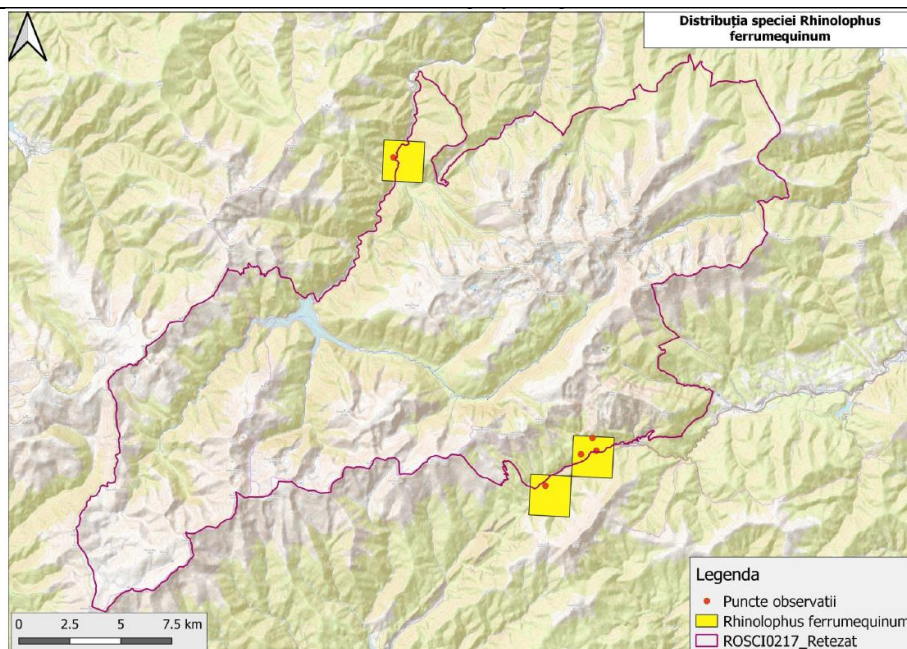 Distribuția speciei Rhinolophus
ferrumequinum
Legenda
Puncte observatii
Rhinolophus ferrumequinum
ROSCI0217_Retezat
0 2.5 5 7.5 km